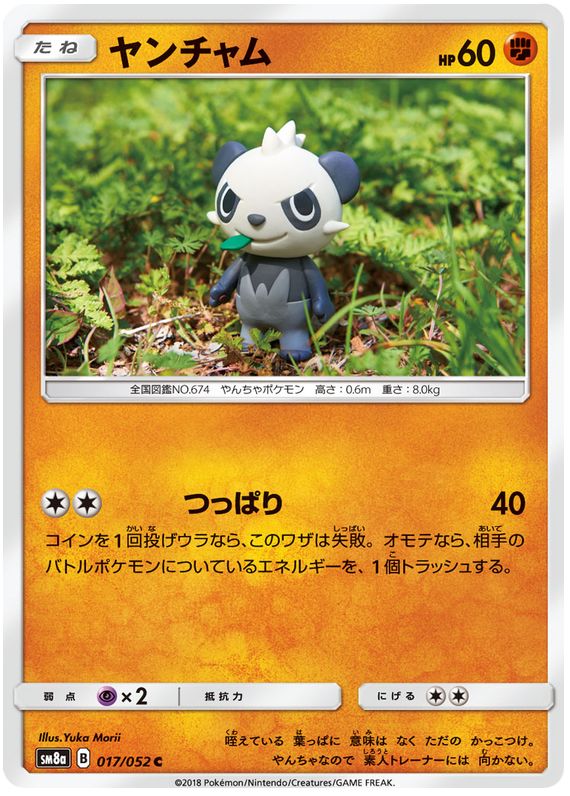 たね ヤンチャム HP60
全国図鑑NO.674 やんちゃポケモン 高さ:0.6m 重さ:8.0kg
つっぱり 40
コインを1回投げウラなら、このワザは失敗。オモテなら、相手の
バトルポケモンについているエネルギーを、1個トラッシュする。
弱点 ×2 抵抗力 にげる
Illus.Yuka Morii
SM8a B 017/052 C
咥えている 葉っぱに 意味は なく ただの かっこつけ。
やんちゃなので 素人トレーナーには 向かない。
©2018 Pokémon/Nintendo/Creatures/GAME FREAK.